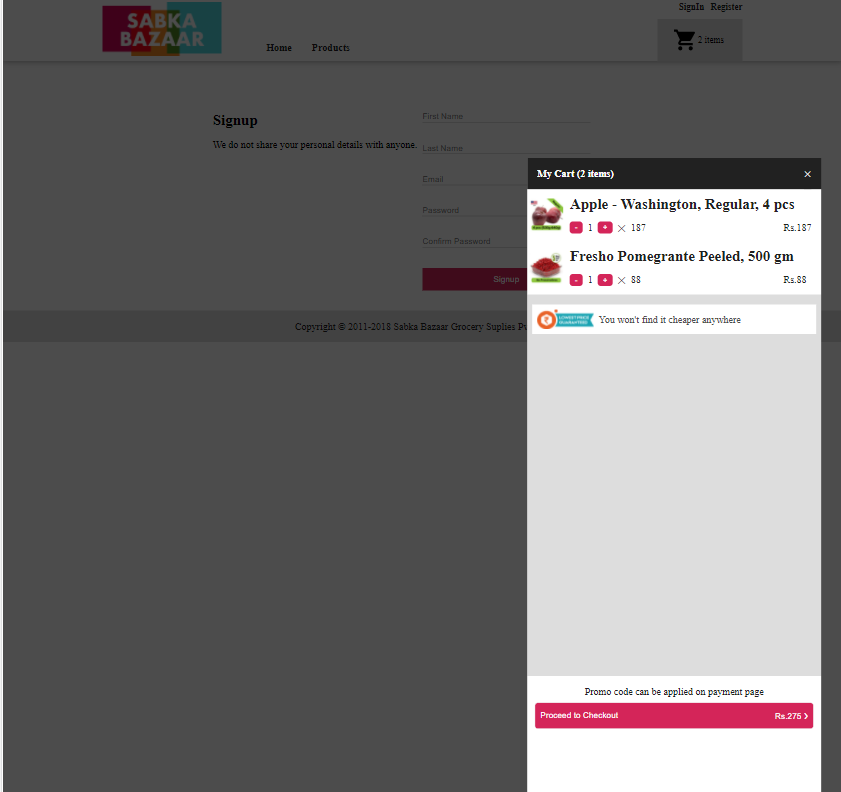 SABKA
BAZAAR
Home Products
SignIn Register
2 items
Signup
We do not share your personal details with anyone.
First Name
Last Name
Email
Password
Confirm Password
Signup
Copyright © 2011-2018 Sabka Bazaar Grocery Suplies
My Cart (2 items) ×
Apple - Washington, Regular, 4 pcs
- 1 + × 187 Rs.187
Fresho Pomegrante Peeled, 500 gm
- 1 + × 88 Rs.88
LOWEST PRICE
GUARANTEED
You won't find it cheaper anywhere
Promo code can be applied on payment page
Proceed to Checkout Rs.275 >